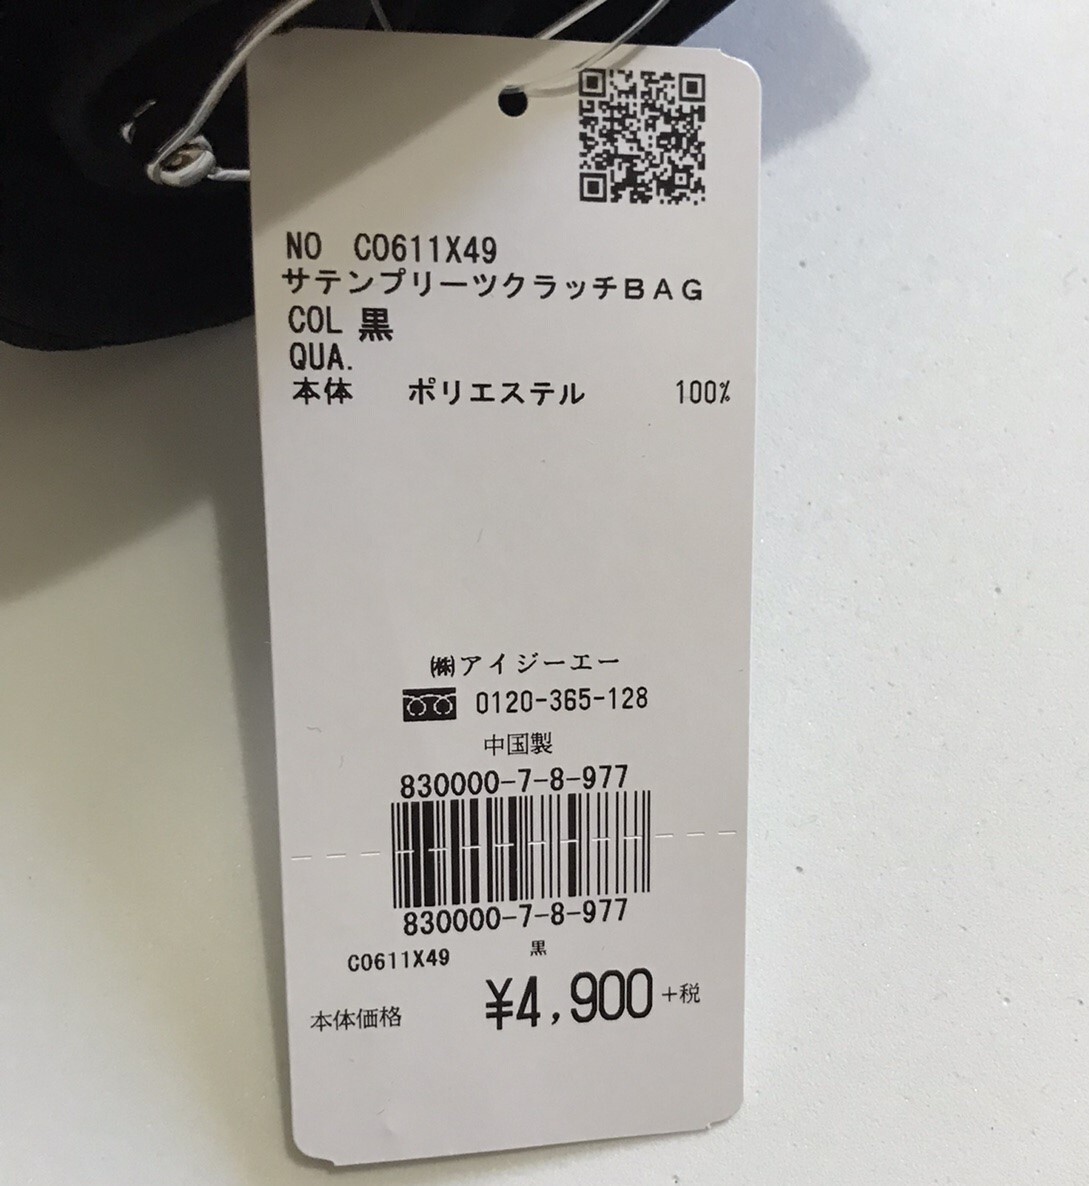 NO CO611X49
サテンプリーツクラッチBAG
COL 黒
QUA.
本体 ポリエステル 100%
㈱アイジーエー
0120-365-128
中国製
830000-7-8-977
830000-7-8-977
CO611X49 黒
本体価格 ¥4,900+税